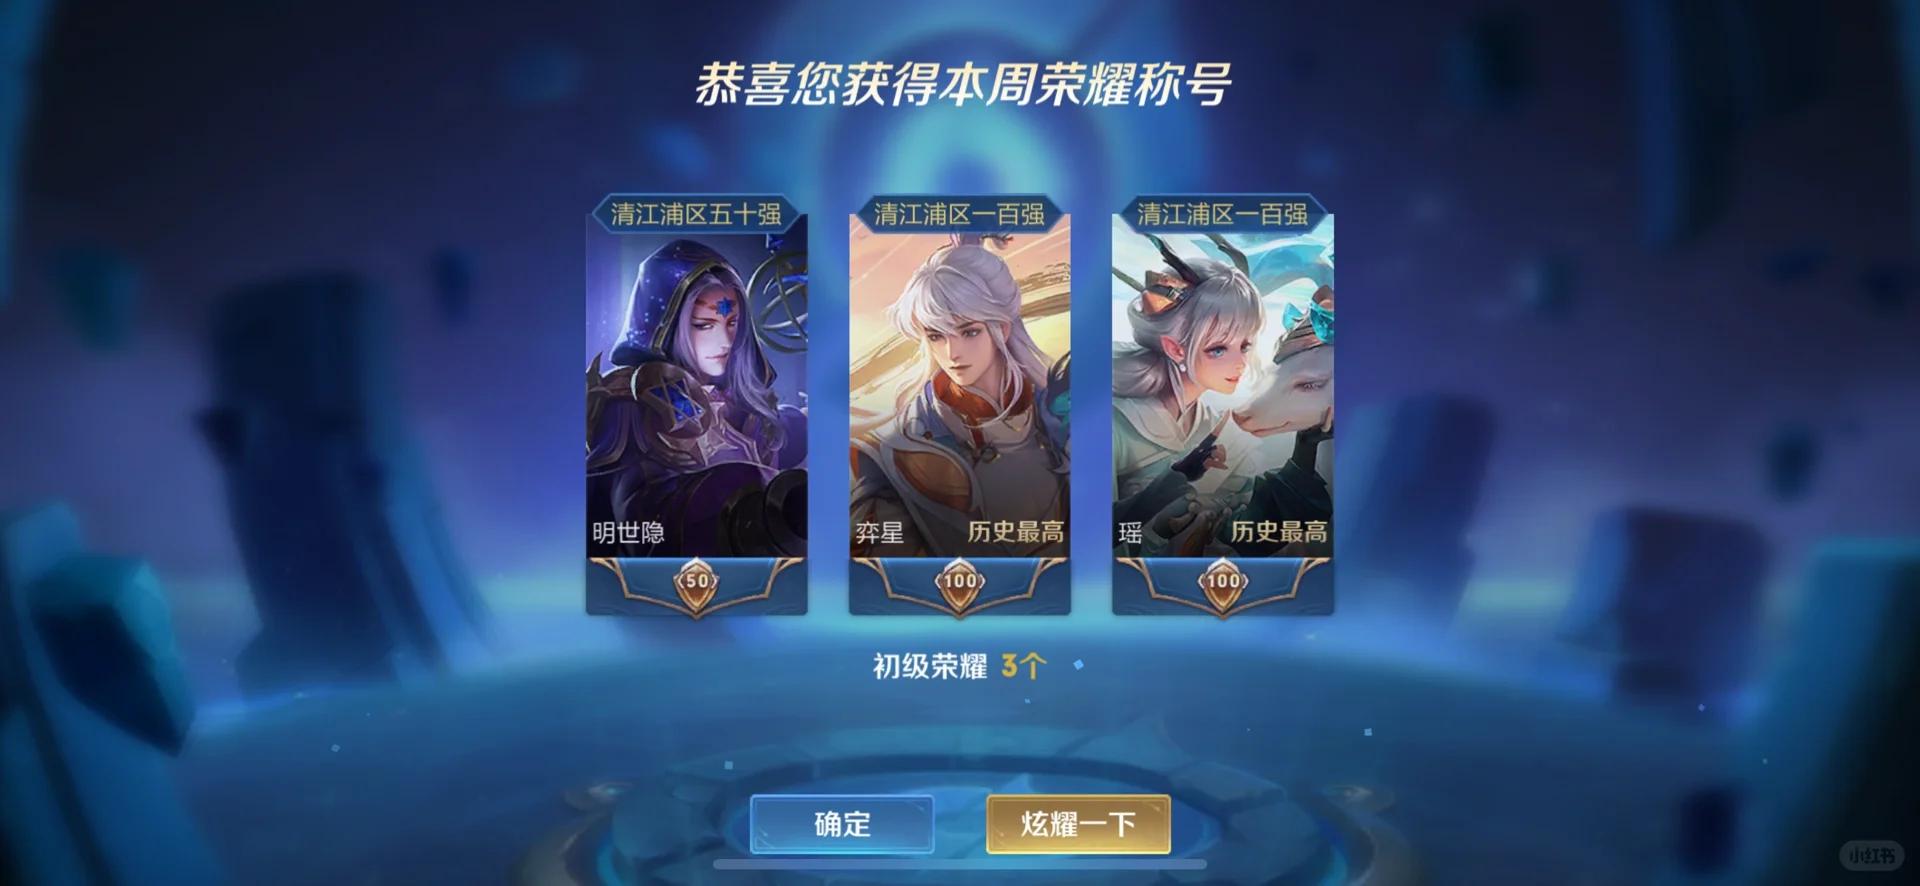 恭喜您获得本周荣耀称号
清江浦区五十强
清江浦区一百强
清江浦区一百强
明世隐
弈星
历史最高
瑶
历史最高
50
100
100
初级荣耀 3个
确定
炫耀一下
小红书